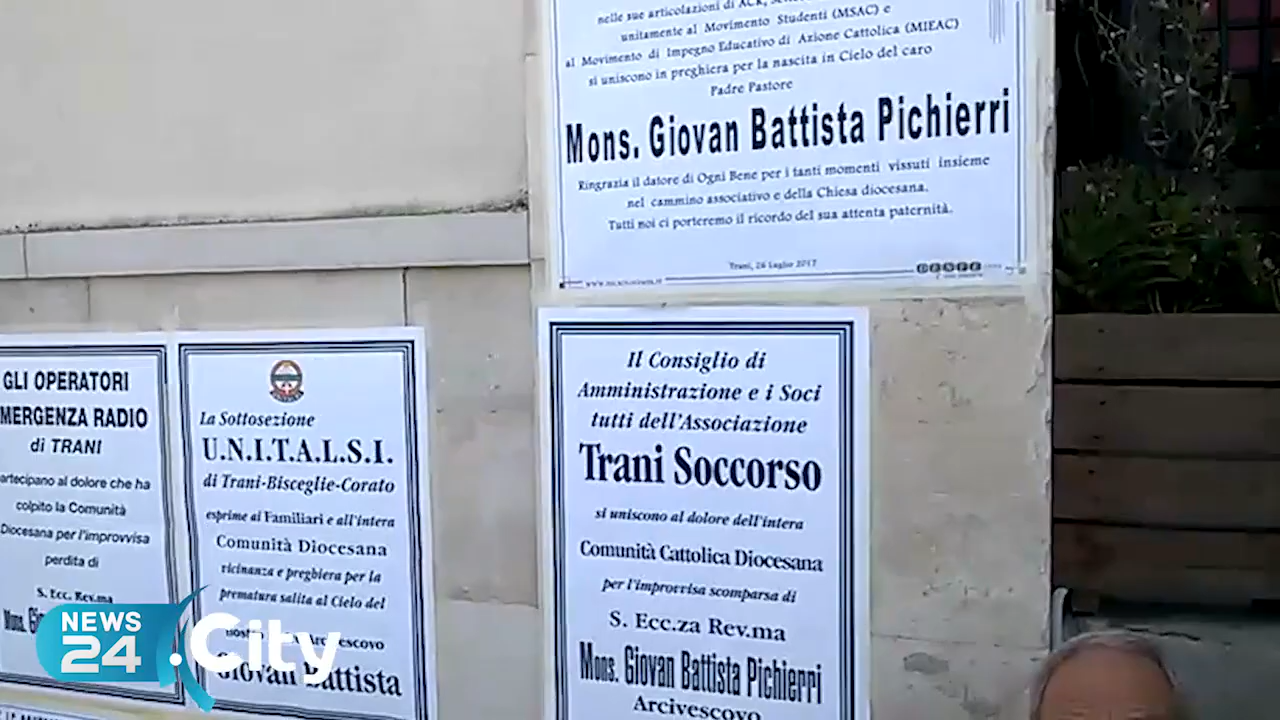 nelle sue articolazioni di ACR,
unitamente al Movimento Studenti (MSAC) e
al Movimento di Impegno Educativo di Azione Cattolica (MIEAC)
si uniscono in preghiera per la nascita in Cielo del caro
Padre Pastore
Mons. Giovan Battista Pichierri
Ringrazia il datore di Ogni Bene per i tanti momenti vissuti insieme
nel cammino associativo e della Chiesa diocesana.
Tutti noi ci porteremo il ricordo del sua attenta paternità.
Trani, 26 Luglio 2017
GLI OPERATORI
MERGENZA RADIO
di TRANI
artecipano al dolore che ha
colpito la Comunità
Diocesana per l'improvvisa
perdita di
S. Ecc. Rev.ma
Mons.
La Sottosezione
U.N.I.T.A.L.S.I.
di Trani-Bisceglie-Corato
esprime ai Familiari e all'intera
Comunità Diocesana
vicinanza e preghiera per la
prematura salita al Cielo del
nostro Arcivescovo
Giovan Battista
Il Consiglio di
Amministrazione e i Soci
tutti dell'Associazione
Trani Soccorso
si uniscono al dolore dell'intera
Comunità Cattolica Diocesana
per l'improvvisa scomparsa di
S. Ecc.za Rev.ma
Mons. Giovan Battista Pichierri
Arcivescovo
NEWS
24.City